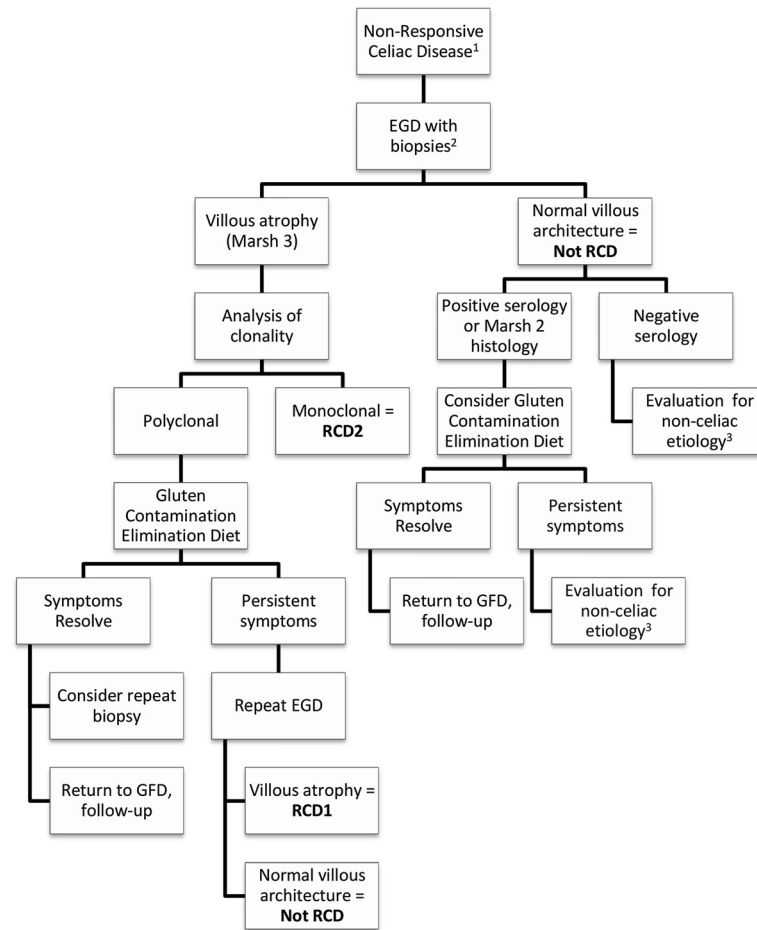 Non-Responsive
Celiac Disease¹
EGD with
biopsies²
Villous atrophy
(Marsh 3)
Normal villous
architecture =
Not RCD
Analysis of
clonality
Positive serology
or Marsh 2
histology
Negative
serology
Polyclonal
Monoclonal =
RCD2
Consider Gluten
Contamination
Elimination Diet
Evaluation for
non-celiac
etiology³
Gluten
Contamination
Elimination Diet
Symptoms
Resolve
Persistent
symptoms
Symptoms
Resolve
Persistent
symptoms
Return to GFD,
follow-up
Evaluation for
non-celiac
etiology³
Consider repeat
biopsy
Repeat EGD
Return to GFD,
follow-up
Villous atrophy =
RCD1
Normal villous
architecture =
Not RCD